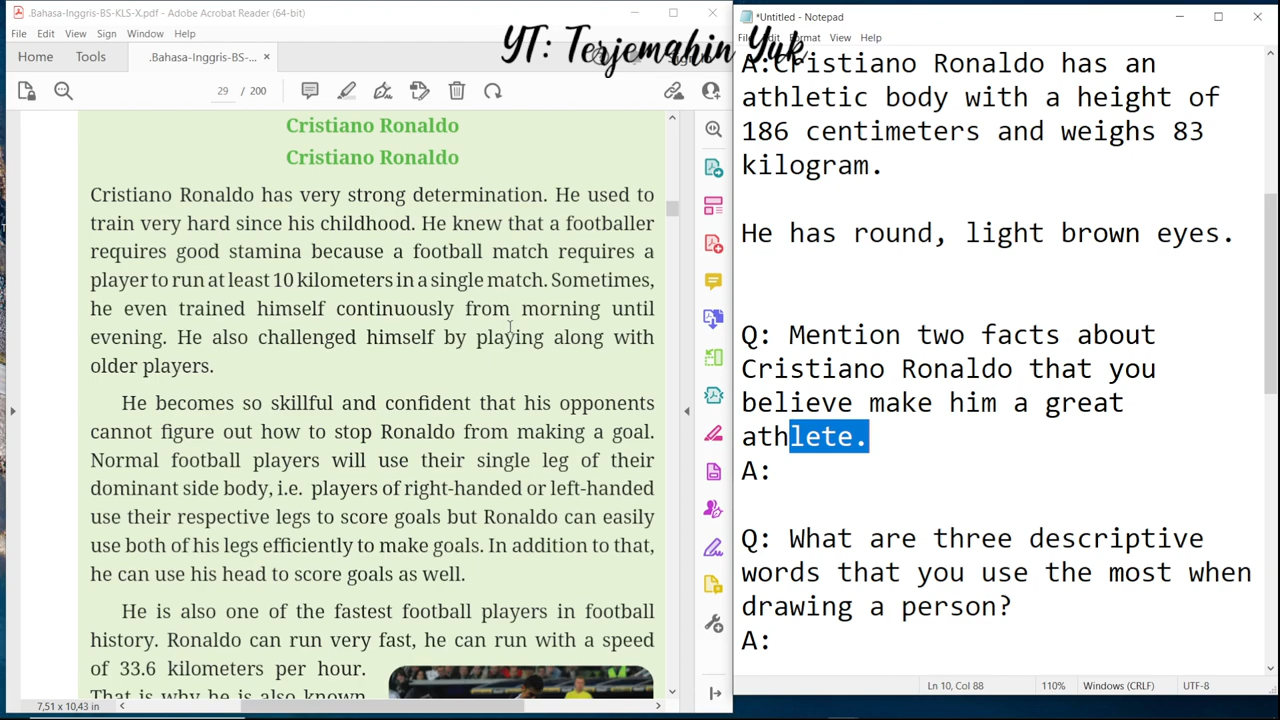 .Bahasa-Inggris-BS-KLS-X.pdf - Adobe Acrobat Reader (64-bit)
File Edit View Sign Window Help
Home Tools .Bahasa-Inggris-BS-... ×
29 / 200
Cristiano Ronaldo
Cristiano Ronaldo
Cristiano Ronaldo has very strong determination. He used to
train very hard since his childhood. He knew that a footballer
requires good stamina because a football match requires a
player to run at least 10 kilometers in a single match. Sometimes,
he even trained himself continuously from morning until
evening. He also challenged himself by playing along with
older players.
He becomes so skillful and confident that his opponents
cannot figure out how to stop Ronaldo from making a goal.
Normal football players will use their single leg of their
dominant side body, i.e. players of right-handed or left-handed
use their respective legs to score goals but Ronaldo can easily
use both of his legs efficiently to make goals. In addition to that,
he can use his head to score goals as well.
He is also one of the fastest football players in football
history. Ronaldo can run very fast, he can run with a speed
of 33.6 kilometers per hour.
That is why he is also known
7,51 x 10,43 in
YT: Terjemahin Yuk
*Untitled - Notepad
Format View Help
A:Cristiano Ronaldo has an
athletic body with a height of
186 centimeters and weighs 83
kilogram.
He has round, light brown eyes.
Q: Mention two facts about
Cristiano Ronaldo that you
believe make him a great
athlete.
A:
Q: What are three descriptive
words that you use the most when
drawing a person?
A:
Ln 10, Col 88 110% Windows (CRLF) UTF-8